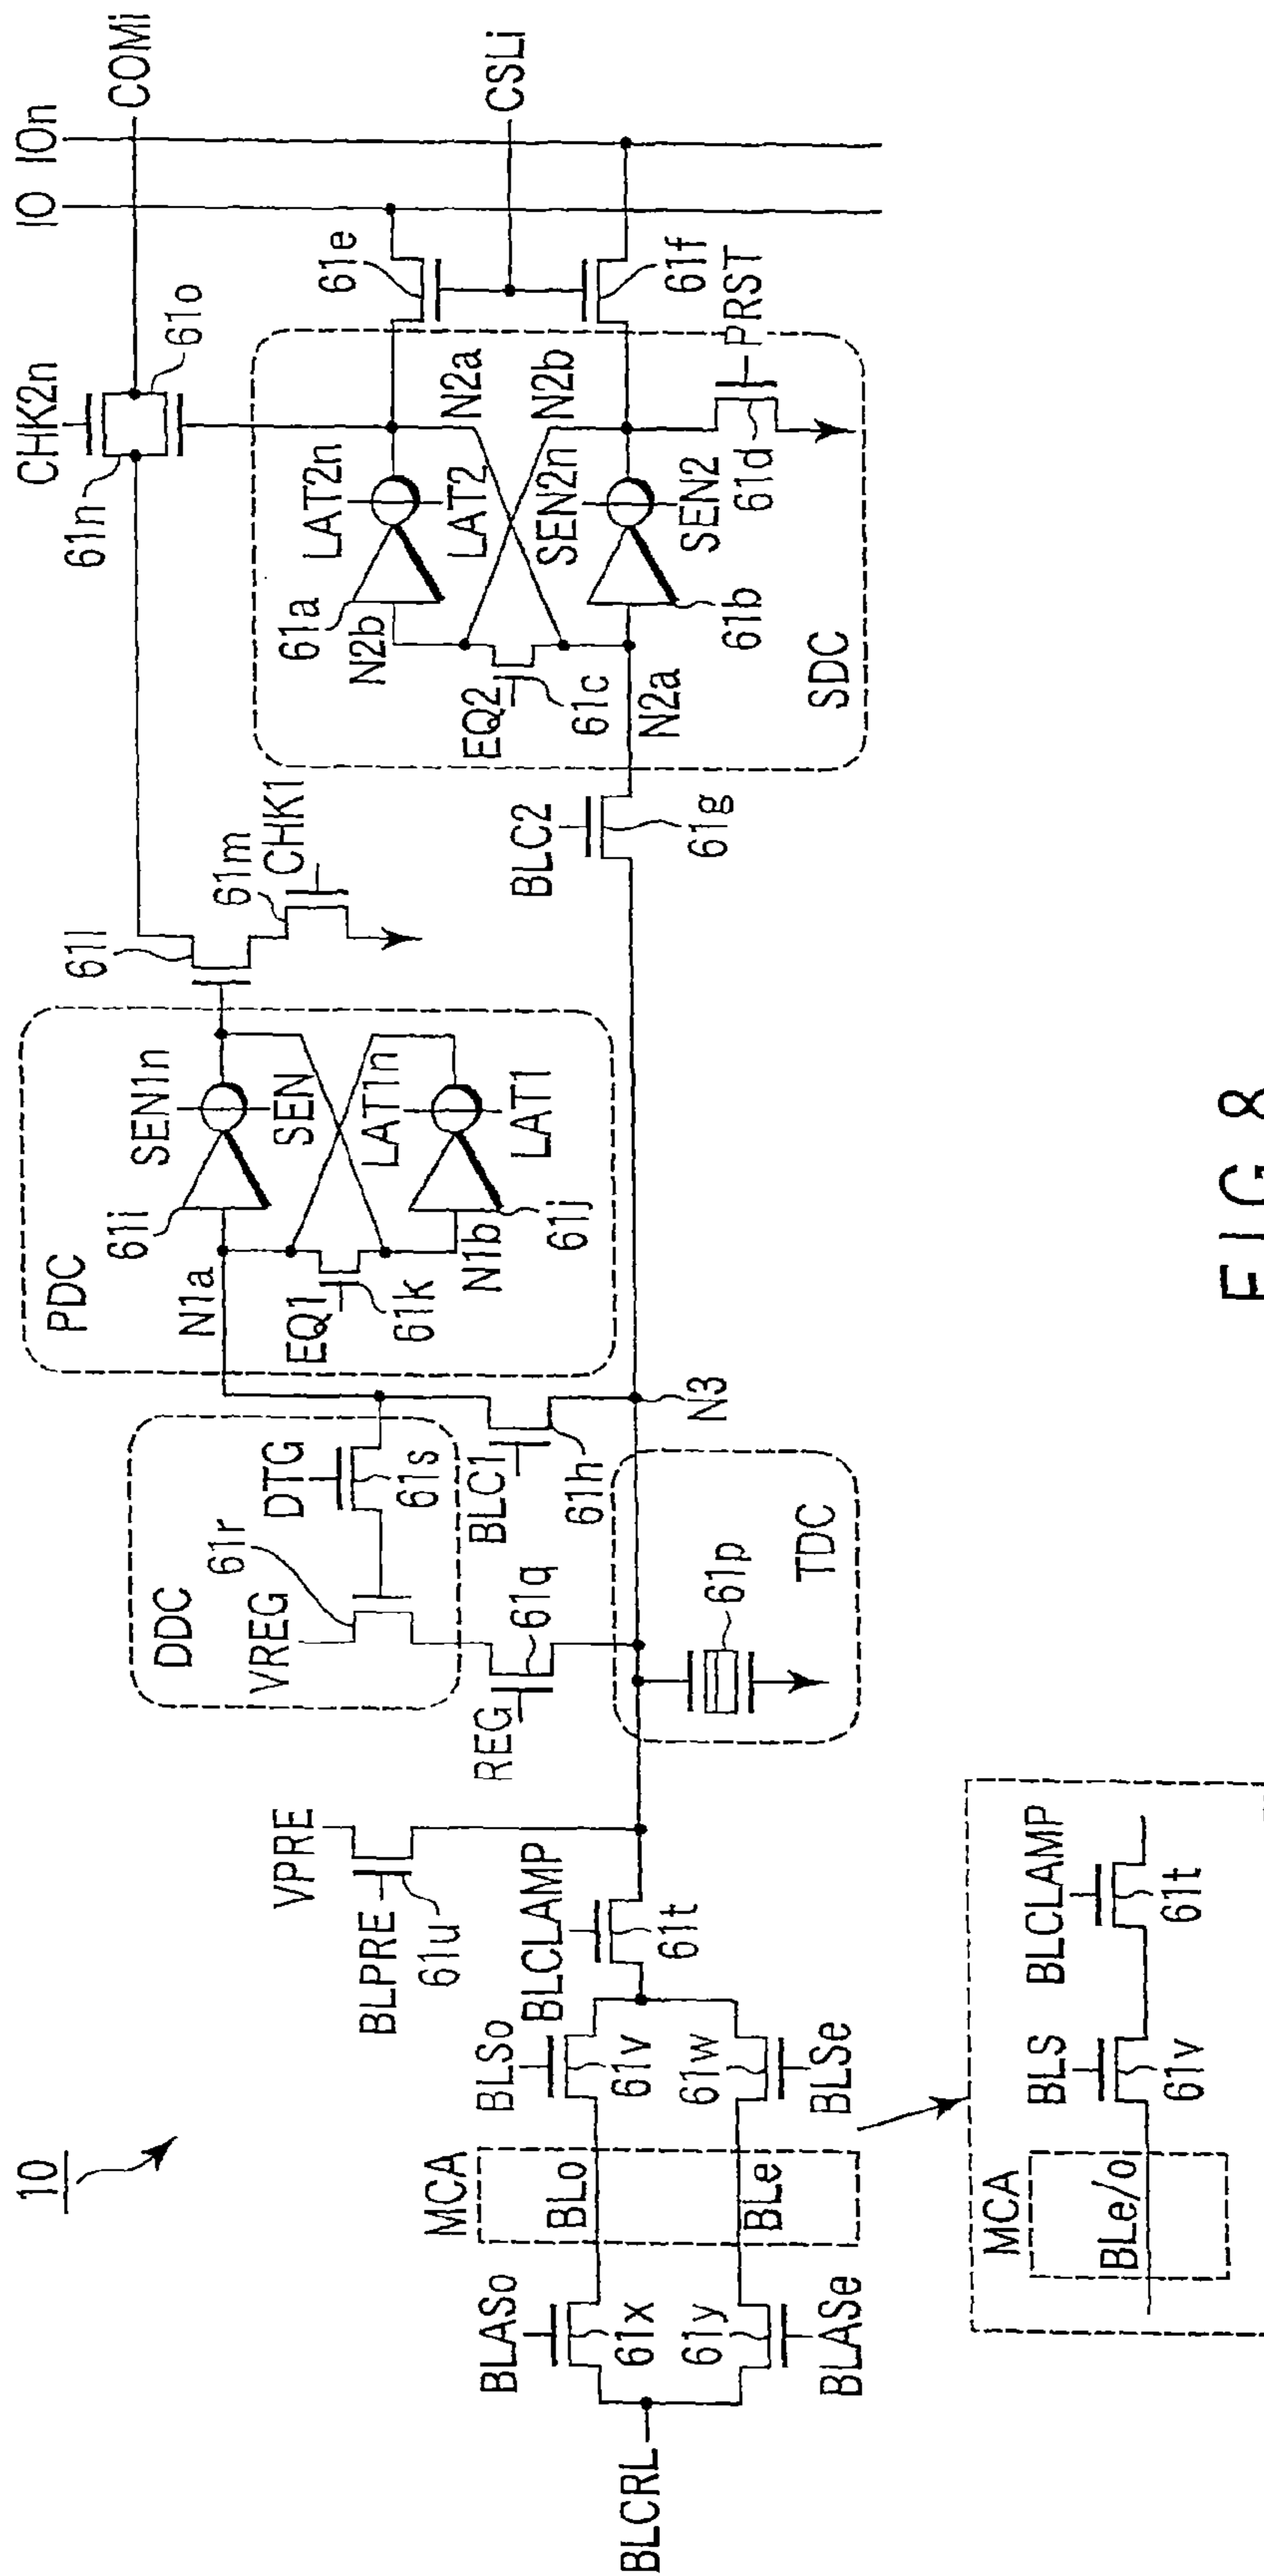 10
BLCRL
BLASo
61x
61y
BLASe
MCA
BLo
BLe
BLSo
61v
61w
BLSe
BLCLAMP
61t
VPRE
BLPRE
61u
REG
61q
DDC
VREG
61r
DTG
61s
BLC1
61h
TDC
61p
N3
PDC
N1a
61i
SEN1n
SEN
EQ1
61k
LAT1n
LAT1
N1b
61j
61l
61m
CHK1
BLC2
61g
CHK2n
61n
61o
COMi
IO
IOn
CSLi
61e
61f
PRST
61a
N2b
LAT2n
LAT2
N2a
EQ2
61c
SEN2n
SEN2
N2b
N2a
61b
61d
SDC
MCA
BLe/o
BLS
61v
BLCLAMP
61t
FIG. 8